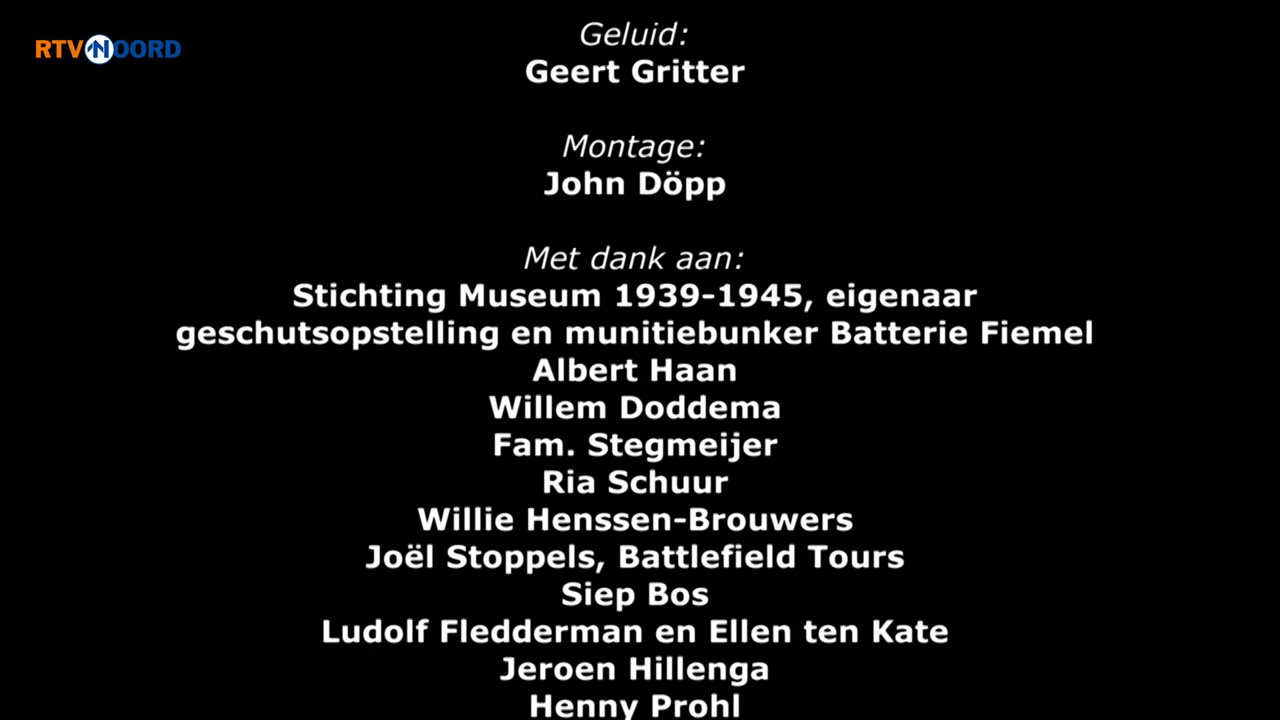 RTV NOORD
Geluid:
Geert Gritter
Montage:
John Döpp
Met dank aan:
Stichting Museum 1939-1945, eigenaar
geschutsopstelling en munitiebunker Batterie Fiemel
Albert Haan
Willem Doddema
Fam. Stegmeijer
Ria Schuur
Willie Henssen-Brouwers
Joël Stoppels, Battlefield Tours
Siep Bos
Ludolf Fledderman en Ellen ten Kate
Jeroen Hillenga
Henny Prohl